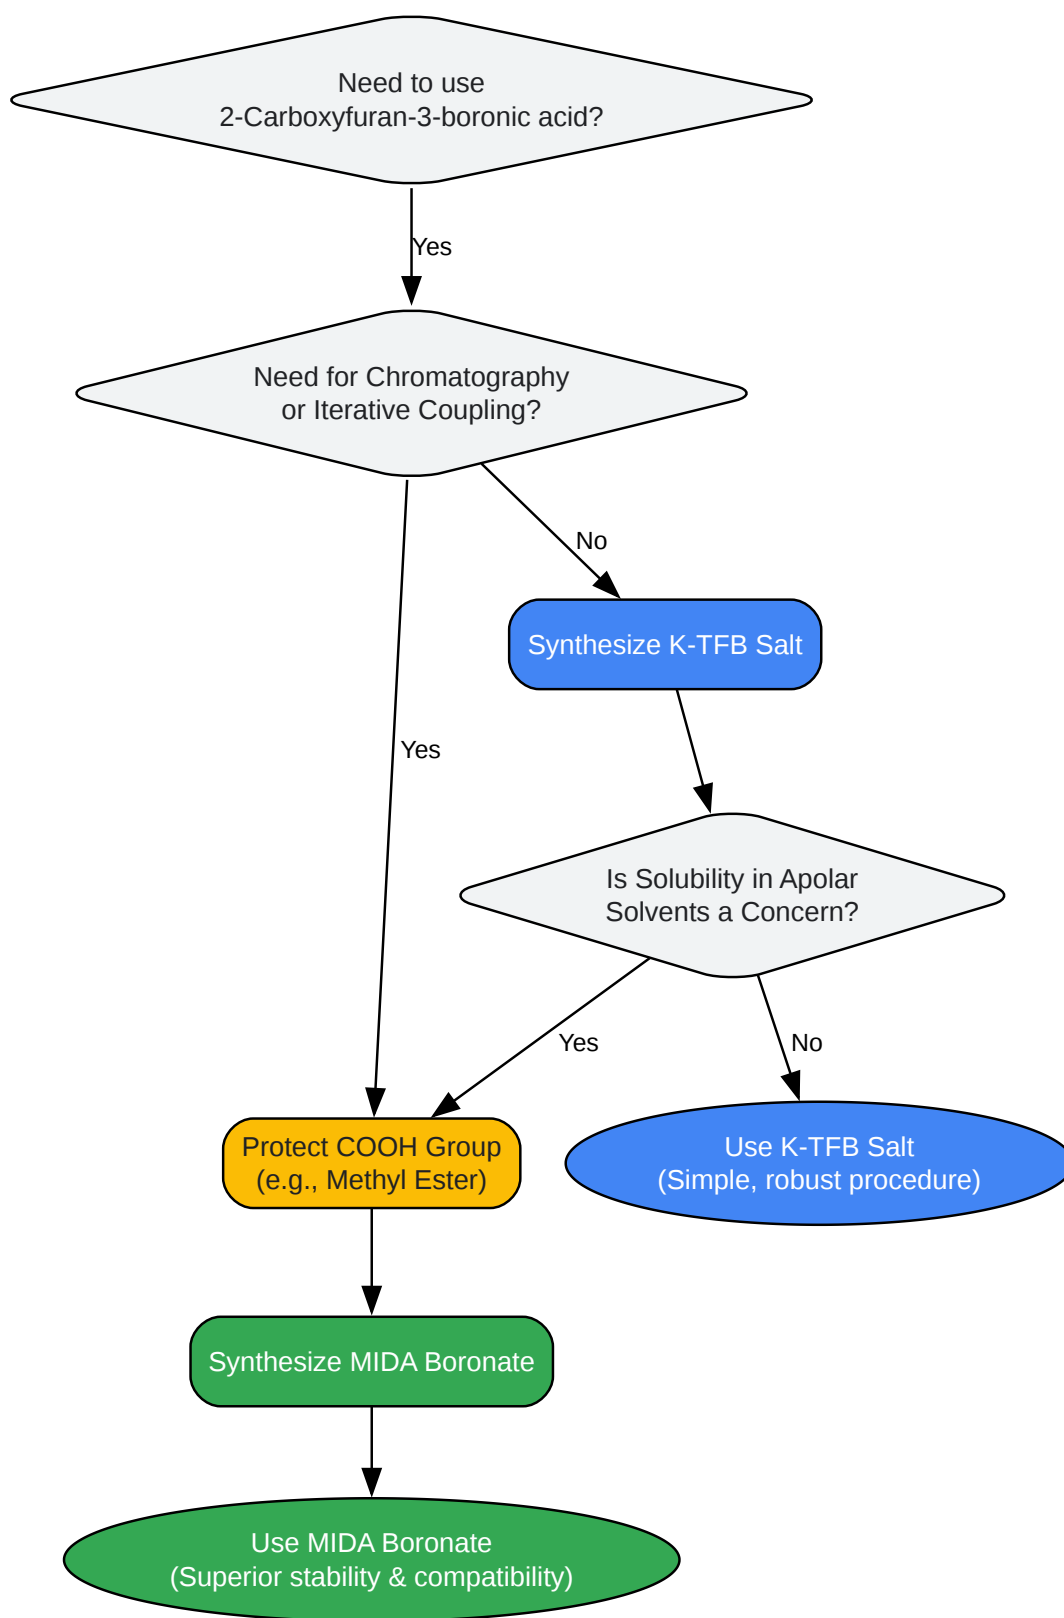 Need to use
2-Carboxyfuran-3-boronic acid?
Yes
Need for Chromatography
or Iterative Coupling?
No
Synthesize K-TFB Salt
Yes
Is Solubility in Apolar
Solvents a Concern?
Yes
No
Protect COOH Group
(e.g., Methyl Ester)
Use K-TFB Salt
(Simple, robust procedure)
Synthesize MIDA Boronate
Use MIDA Boronate
(Superior stability & compatibility)